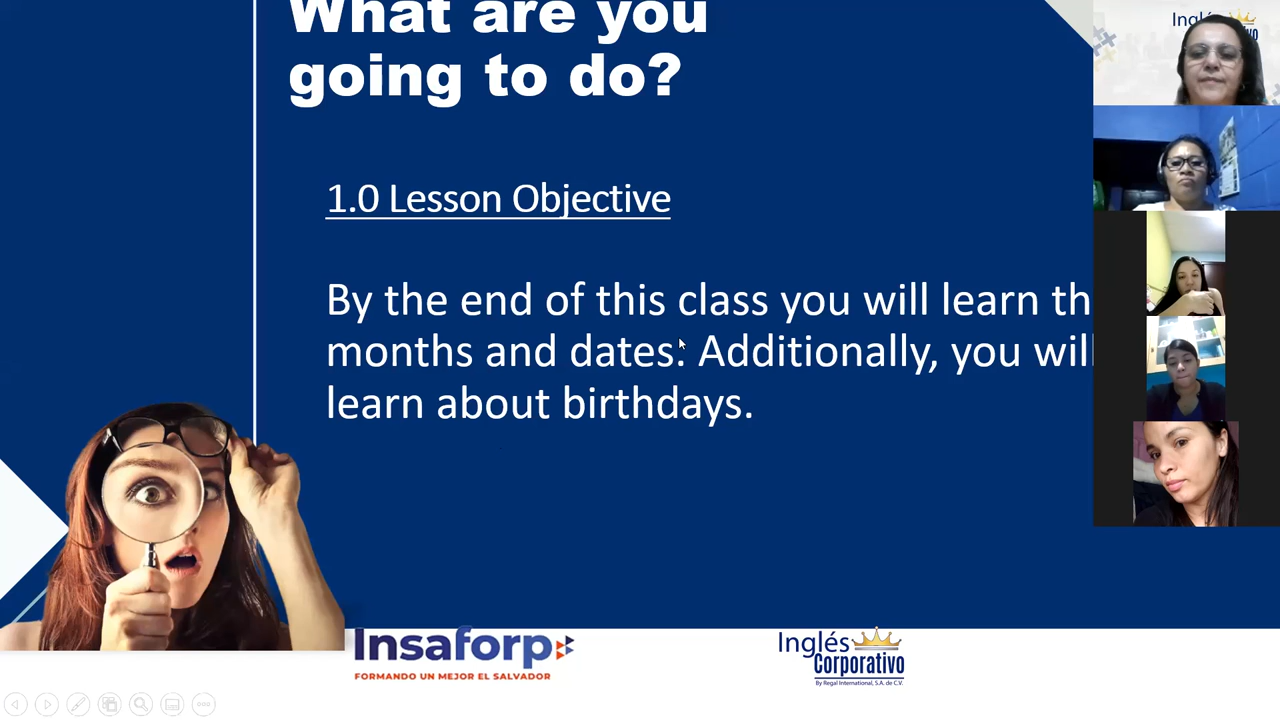 What are you
going to do?
1.0 Lesson Objective
By the end of this class you will learn th
months and dates. Additionally, you will
learn about birthdays.
Inglés
Insaforp
FORMANDO UN MEJOR EL SALVADOR
Inglés
Corporativo
By Regal International, S.A. de C.V.